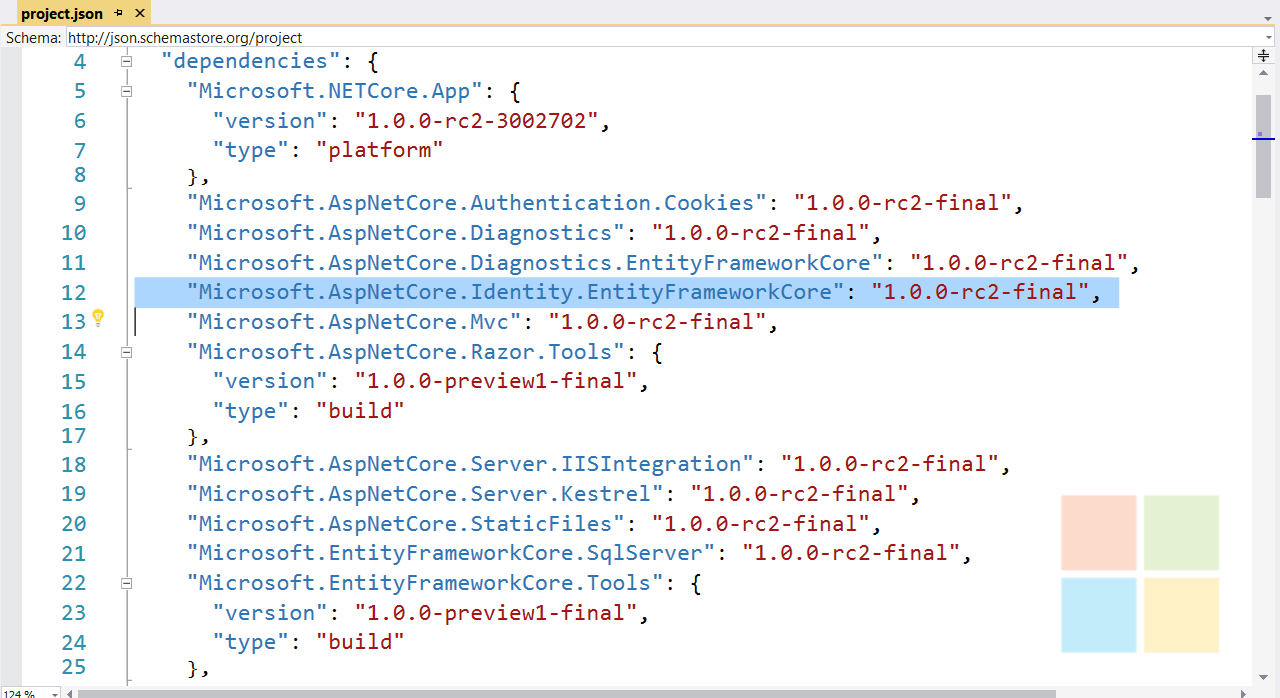 project.json
Schema: http://json.schemastore.org/project
4 "dependencies": {
5 "Microsoft.NETCore.App": {
6 "version": "1.0.0-rc2-3002702",
7 "type": "platform"
8 },
9 "Microsoft.AspNetCore.Authentication.Cookies": "1.0.0-rc2-final",
10 "Microsoft.AspNetCore.Diagnostics": "1.0.0-rc2-final",
11 "Microsoft.AspNetCore.Diagnostics.EntityFrameworkCore": "1.0.0-rc2-final",
12 "Microsoft.AspNetCore.Identity.EntityFrameworkCore": "1.0.0-rc2-final",
13 "Microsoft.AspNetCore.Mvc": "1.0.0-rc2-final",
14 "Microsoft.AspNetCore.Razor.Tools": {
15 "version": "1.0.0-preview1-final",
16 "type": "build"
17 },
18 "Microsoft.AspNetCore.Server.IISIntegration": "1.0.0-rc2-final",
19 "Microsoft.AspNetCore.Server.Kestrel": "1.0.0-rc2-final",
20 "Microsoft.AspNetCore.StaticFiles": "1.0.0-rc2-final",
21 "Microsoft.EntityFrameworkCore.SqlServer": "1.0.0-rc2-final",
22 "Microsoft.EntityFrameworkCore.Tools": {
23 "version": "1.0.0-preview1-final",
24 "type": "build"
25 },
124 %